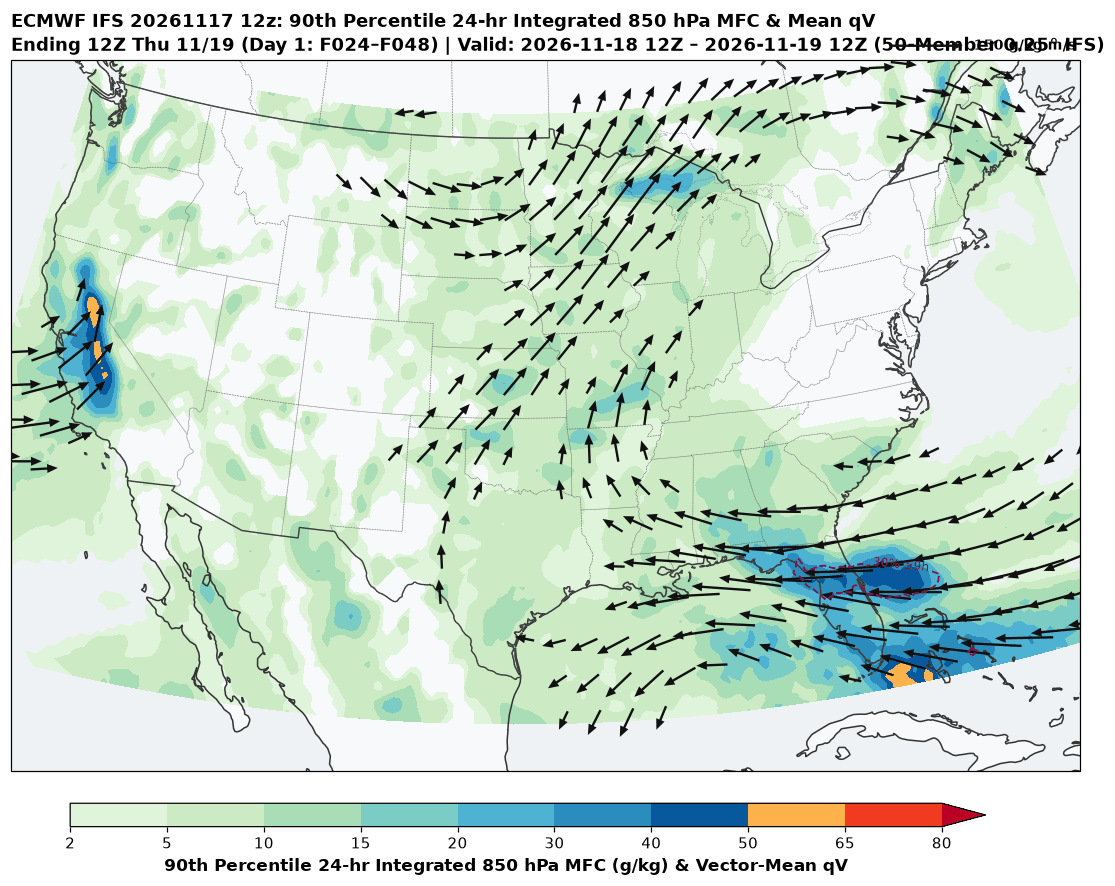 ECMWF IFS 20261117 12z: 90th Percentile 24-hr Integrated 850 hPa MFC & Mean qV
Ending 12Z Thu 11/19 (Day 1: F024–F048) | Valid: 2026-11-18 12Z – 2026-11-19 12Z (50-Member 0.25° IFS)
2 5 10 15 20 30 40 50 65 80
90th Percentile 24-hr Integrated 850 hPa MFC (g/kg) & Vector-Mean qV